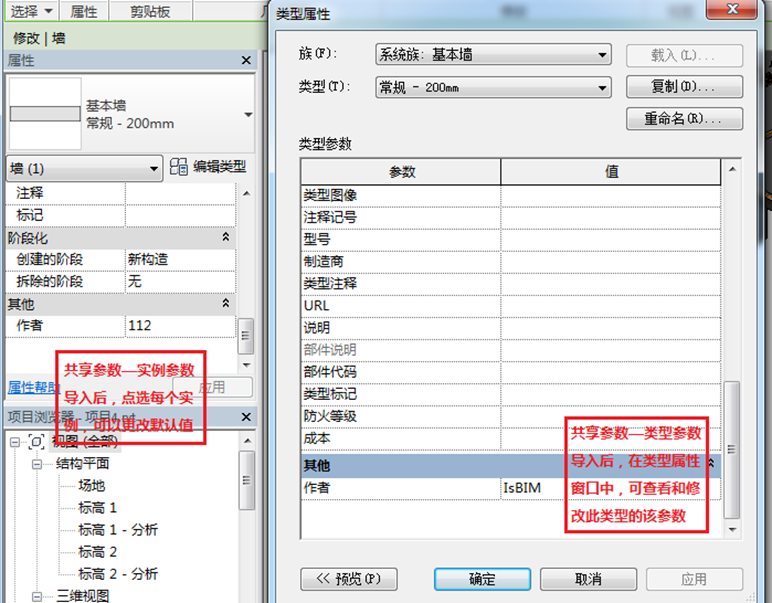 选择
属性
剪贴板
修改 | 墙
属性
基本墙
常规 - 200mm
墙 (1)
编辑类型
注释
标记
阶段化
创建的阶段 新构造
拆除的阶段 无
其他
作者 112
属性帮助
应用
共享参数—实例参数
导入后，点选每个实
例，可以更改默认值
项目浏览器 - 项目4.rvt
视图 (全部)
结构平面
场地
标高 1
标高 1 - 分析
标高 2
标高 2 - 分析
三维视图
类型属性
族(F): 系统族: 基本墙 载入(L)...
类型(T): 常规 - 200mm 复制(D)...
重命名(R)...
类型参数
参数 值
类型图像
注释记号
型号
制造商
类型注释
URL
说明
部件说明
部件代码
类型标记
防火等级
成本
其他
作者 IsBIM
共享参数—类型参数
导入后，在类型属性
窗口中，可查看和修
改此类型的该参数
<< 预览(P) 确定 取消 应用